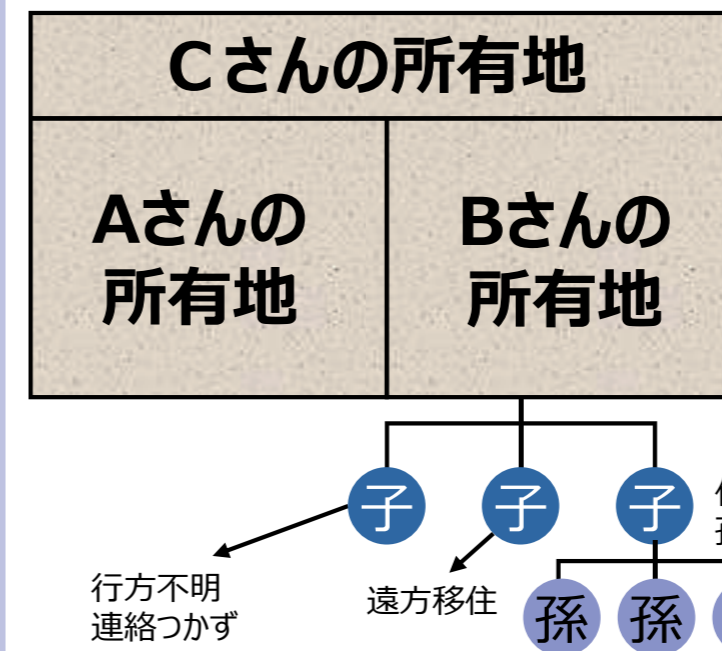 Cさんの所有地
Aさんの
所有地
Bさんの
所有地
子
子
子
行方不明
連絡つかず
遠方移住
孫
孫